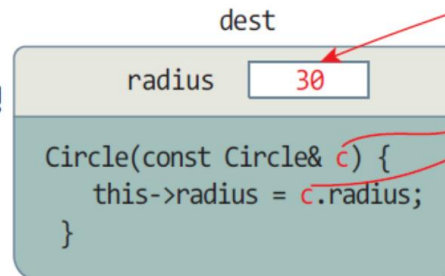 dest
radius 30
Circle(const Circle& c) {
this->radius = c.radius;
}